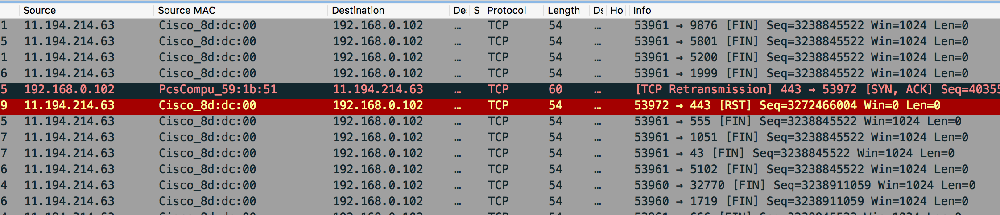 Source Source MAC Destination De S Protocol Length Ds Ho Info
1 11.194.214.63 Cisco_8d:dc:00 192.168.0.102 … TCP 54 … 53961 → 9876 [FIN] Seq=3238845522 Win=1024 Len=0
5 11.194.214.63 Cisco_8d:dc:00 192.168.0.102 … TCP 54 … 53961 → 5801 [FIN] Seq=3238845522 Win=1024 Len=0
1 11.194.214.63 Cisco_8d:dc:00 192.168.0.102 … TCP 54 … 53961 → 5200 [FIN] Seq=3238845522 Win=1024 Len=0
6 11.194.214.63 Cisco_8d:dc:00 192.168.0.102 … TCP 54 … 53961 → 1999 [FIN] Seq=3238845522 Win=1024 Len=0
5 192.168.0.102 PcsCompu_59:1b:51 11.194.214.63 … TCP 60 … [TCP Retransmission] 443 → 53972 [SYN, ACK] Seq=40355
9 11.194.214.63 Cisco_8d:dc:00 192.168.0.102 … TCP 54 … 53972 → 443 [RST] Seq=3272466004 Win=0 Len=0
5 11.194.214.63 Cisco_8d:dc:00 192.168.0.102 … TCP 54 … 53961 → 555 [FIN] Seq=3238845522 Win=1024 Len=0
7 11.194.214.63 Cisco_8d:dc:00 192.168.0.102 … TCP 54 … 53961 → 1051 [FIN] Seq=3238845522 Win=1024 Len=0
7 11.194.214.63 Cisco_8d:dc:00 192.168.0.102 … TCP 54 … 53961 → 43 [FIN] Seq=3238845522 Win=1024 Len=0
6 11.194.214.63 Cisco_8d:dc:00 192.168.0.102 … TCP 54 … 53961 → 5102 [FIN] Seq=3238845522 Win=1024 Len=0
4 11.194.214.63 Cisco_8d:dc:00 192.168.0.102 … TCP 54 … 53960 → 32770 [FIN] Seq=3238911059 Win=1024 Len=0
6 11.194.214.63 Cisco_8d:dc:00 192.168.0.102 … TCP 54 … 53960 → 1719 [FIN] Seq=3238911059 Win=1024 Len=0